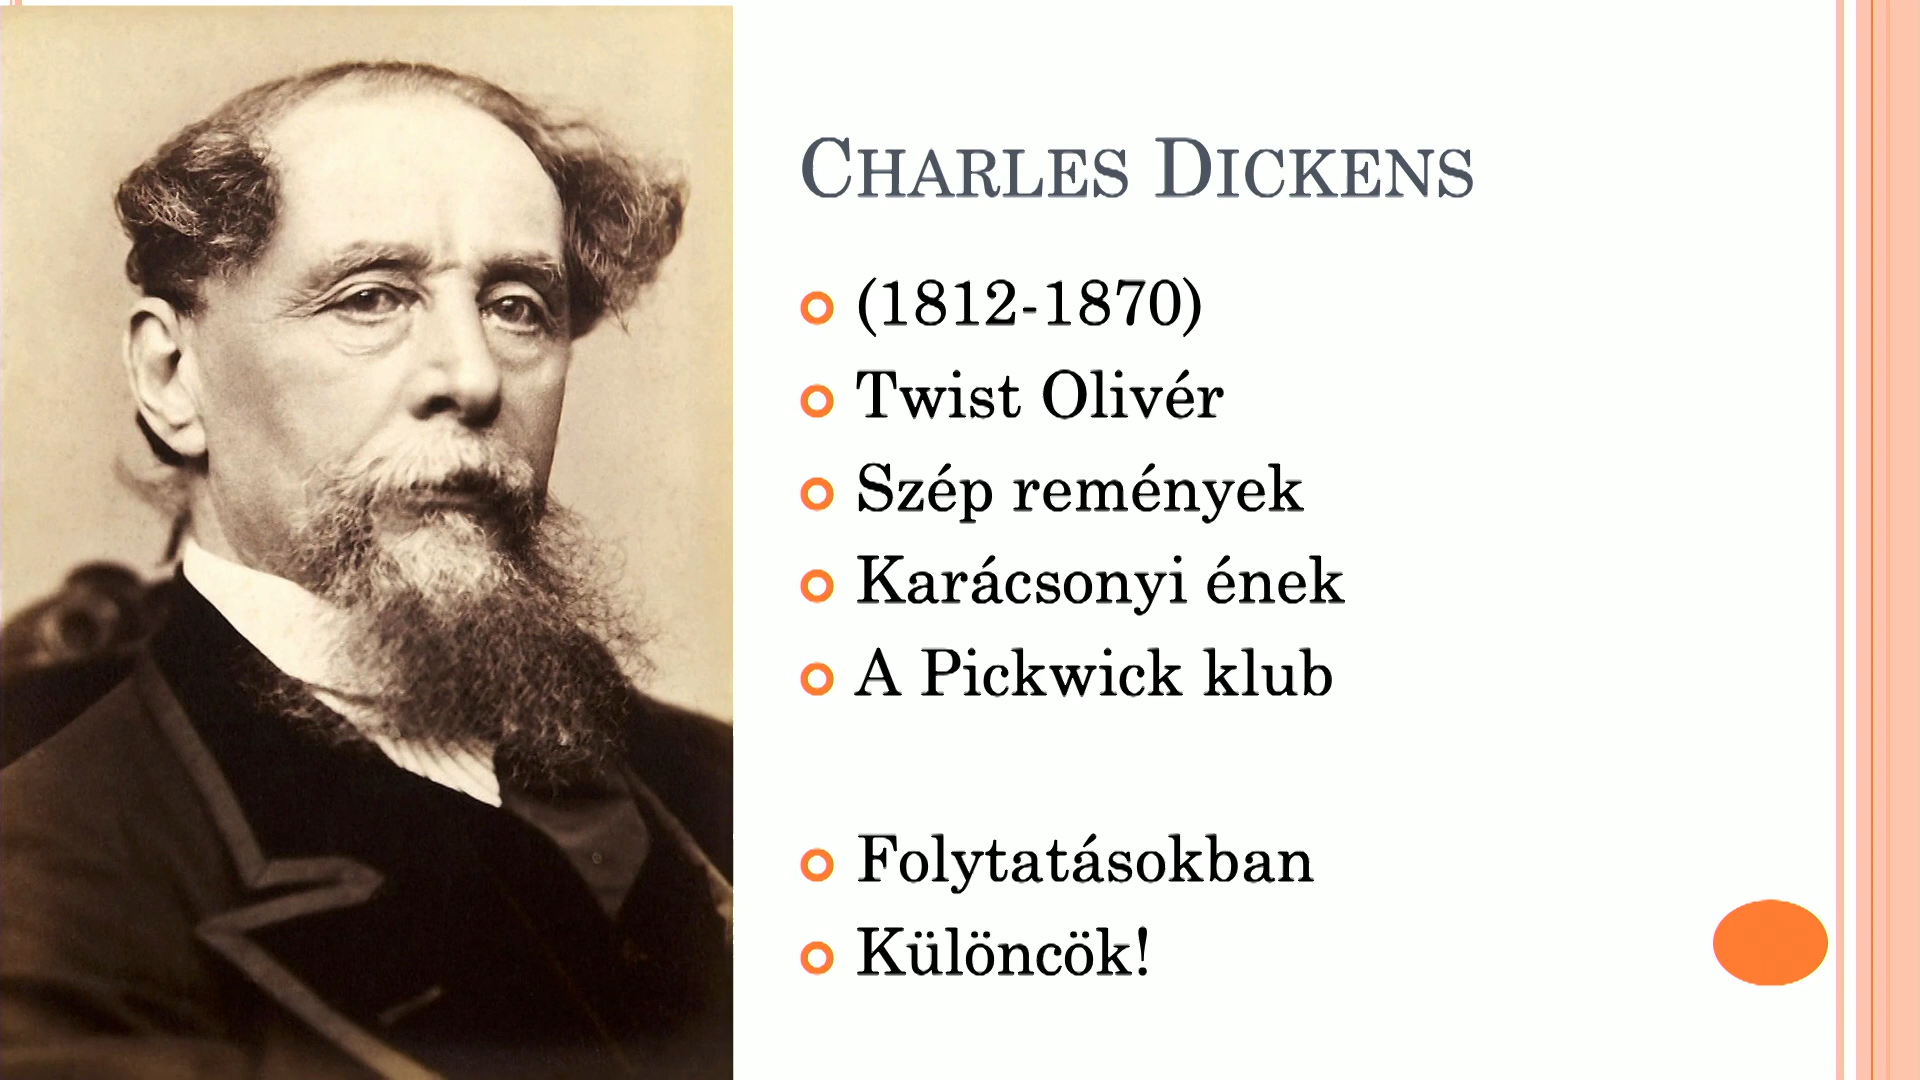 CHARLES DICKENS
(1812-1870)
Twist Olivér
Szép remények
Karácsonyi ének
A Pickwick klub
Folytatásokban
Különcök!